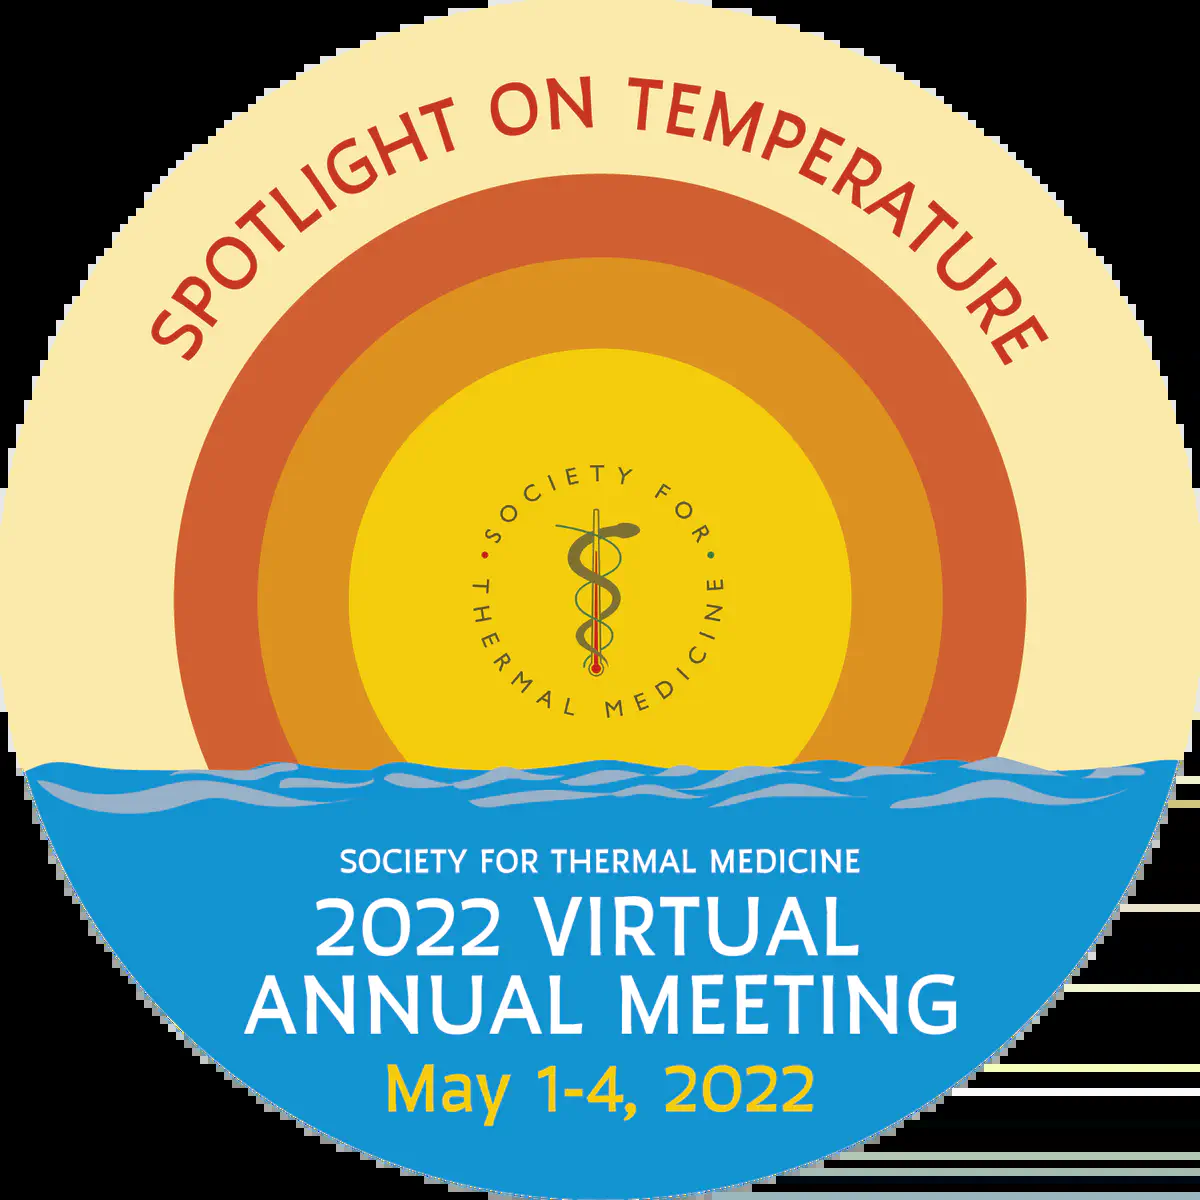 SPOTLIGHT ON TEMPERATURE
SOCIETY FOR
THERMAL MEDICINE
SOCIETY FOR THERMAL MEDICINE
2022 VIRTUAL
ANNUAL MEETING
May 1-4, 2022